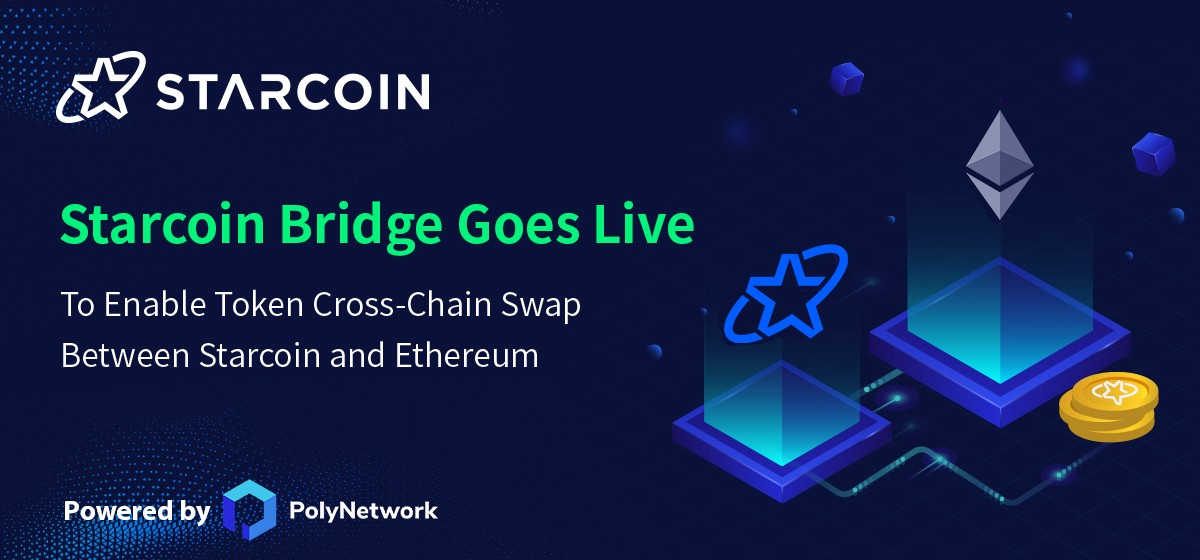 STARCOIN
Starcoin Bridge Goes Live
To Enable Token Cross-Chain Swap
Between Starcoin and Ethereum
Powered by PolyNetwork